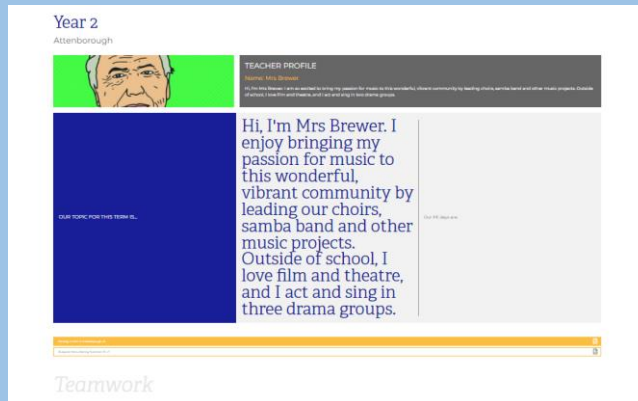 Year 2
Attenborough
TEACHER PROFILE
Name: Mrs Brewer
Hi, I'm Mrs Brewer. I am so excited to bring my passion for music to this wonderful, vibrant community by leading choirs, samba band and other music projects. Outside
of school, I love film and theatre, and I act and sing in two drama groups.
OUR TOPIC FOR THIS TERM IS...
Hi, I'm Mrs Brewer. I
enjoy bringing my
passion for music to
this wonderful,
vibrant community by
leading our choirs,
samba band and other
music projects.
Outside of school, I
love film and theatre,
and I act and sing in
three drama groups.
Our PE days are:
Teamwork